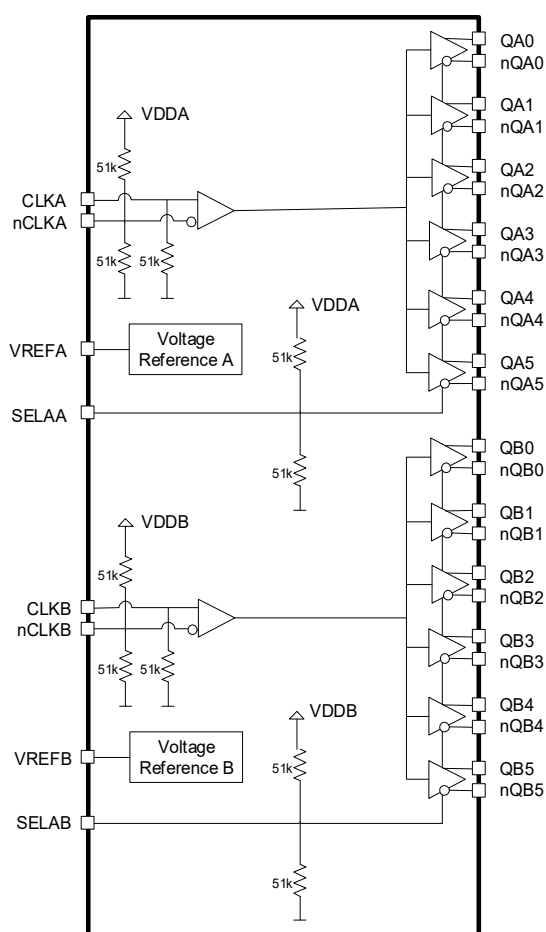 QA0
nQA0
VDDA
QA1
nQA1
51k
QA2
nQA2
CLKA
nCLKA
QA3
nQA3
51k
51k
VDDA
QA4
nQA4
VREFA
Voltage
Reference A
51k
QA5
nQA5
SELAA
QB0
nQB0
51k
VDDB
QB1
nQB1
51k
QB2
nQB2
CLKB
nCLKB
QB3
nQB3
51k
51k
VDDB
QB4
nQB4
VREFB
Voltage
Reference B
51k
QB5
nQB5
SELAB
51k